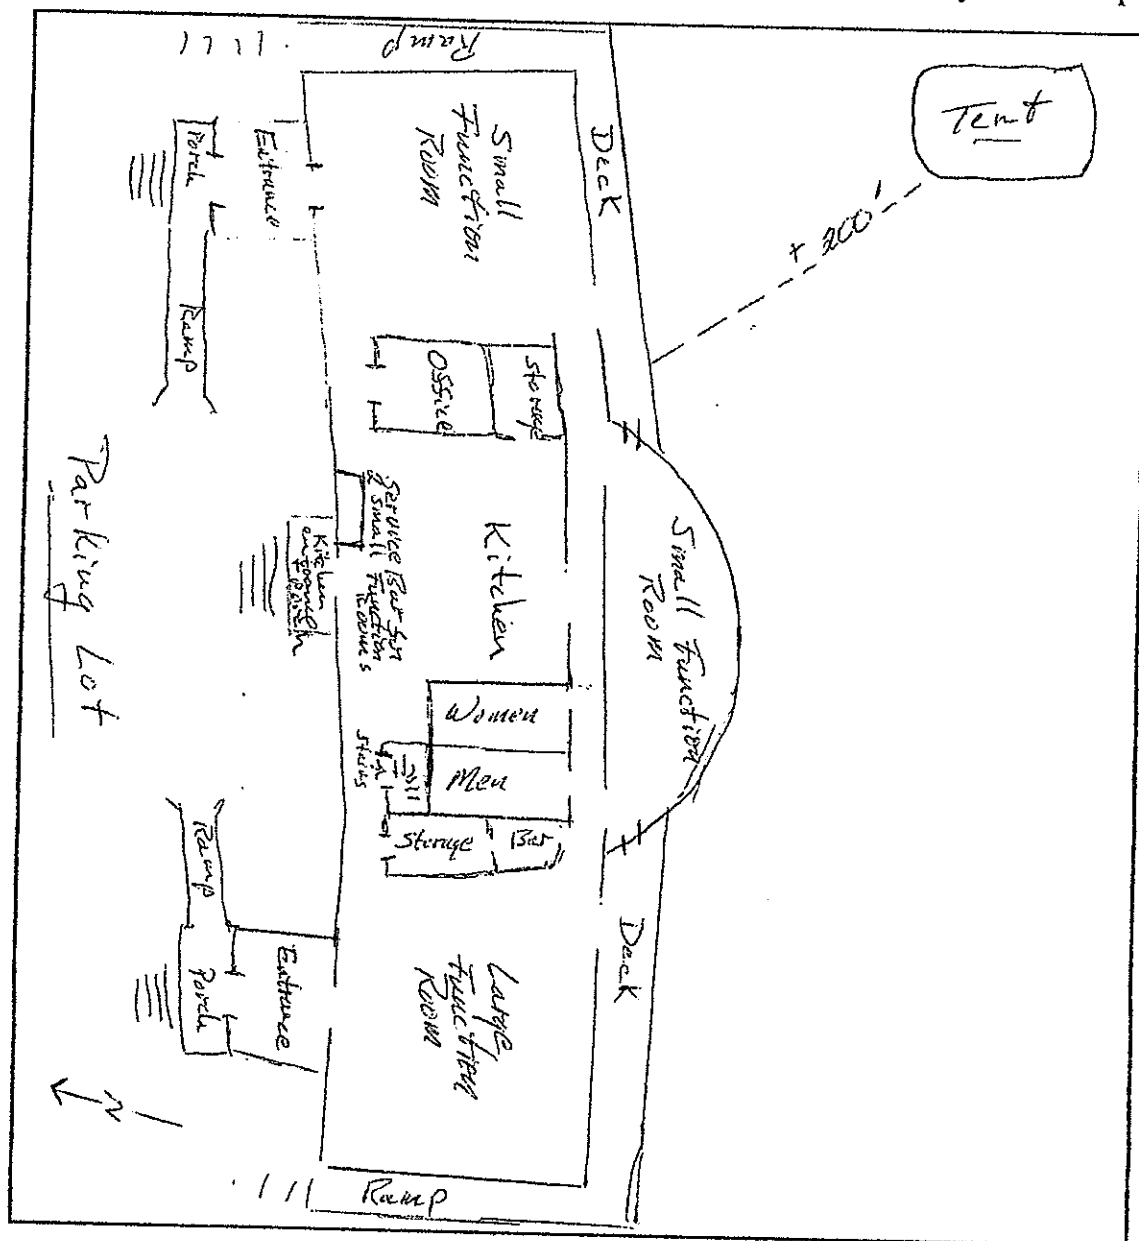 Ramp
Tent
+ 200'
Deck
Small
Function
Room
Entrance
Porch
Ramp
Office
Storage
Kitchen
Service Bar for
2 small Function
Rooms
Kitchen
entrance
Porch
Small Function
Room
Parking Lot
Women
Men
stairs
Storage
Bar
Ramp
Porch
Entrance
Large
Function
Room
Deck
N
Ramp